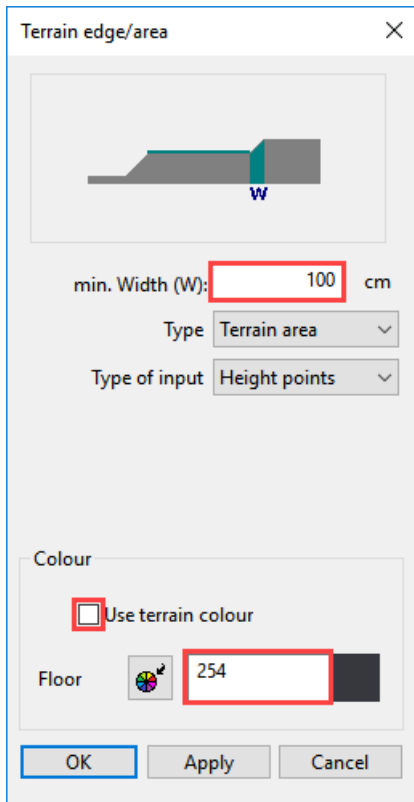 Terrain edge/area
W
min. Width (W): 100 cm
Type Terrain area
Type of input Height points
Colour
Use terrain colour
Floor 254
OK Apply Cancel